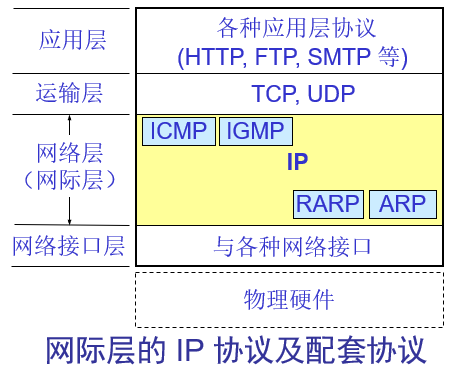 应用层
各种应用层协议
(HTTP, FTP, SMTP 等)
运输层
TCP, UDP
ICMP
IGMP
网络层
（网际层）
IP
RARP
ARP
网络接口层
与各种网络接口
物理硬件
网际层的 IP 协议及配套协议